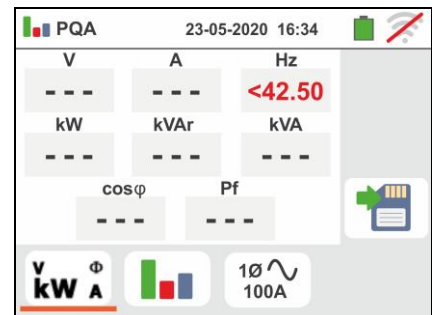 PQA 23-05-2020 16:34
V A Hz
- - - - - - <42.50
kW kVAr kVA
- - - - - - - - -
cosφ Pf
- - - - - -
V Φ
kW A
1Ø
100A